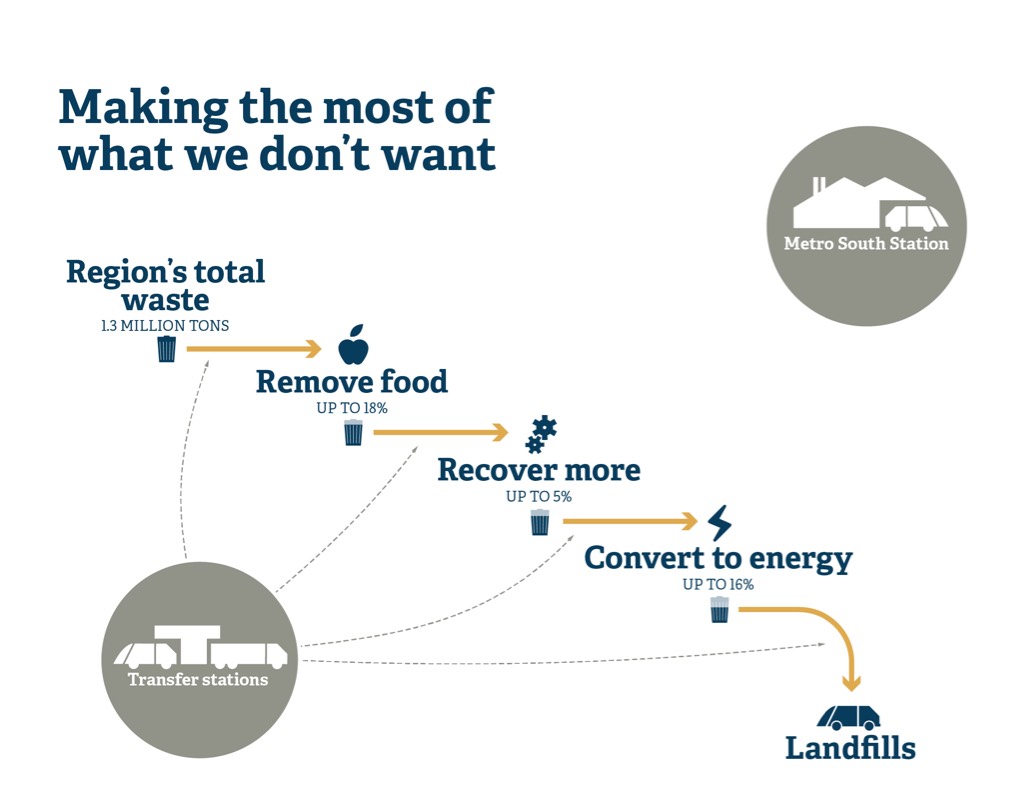 Making the most of
what we don't want
Metro South Station
Region's total
waste
1.3 MILLION TONS
Remove food
UP TO 18%
Recover more
UP TO 5%
Convert to energy
UP TO 16%
Transfer stations
Landfills